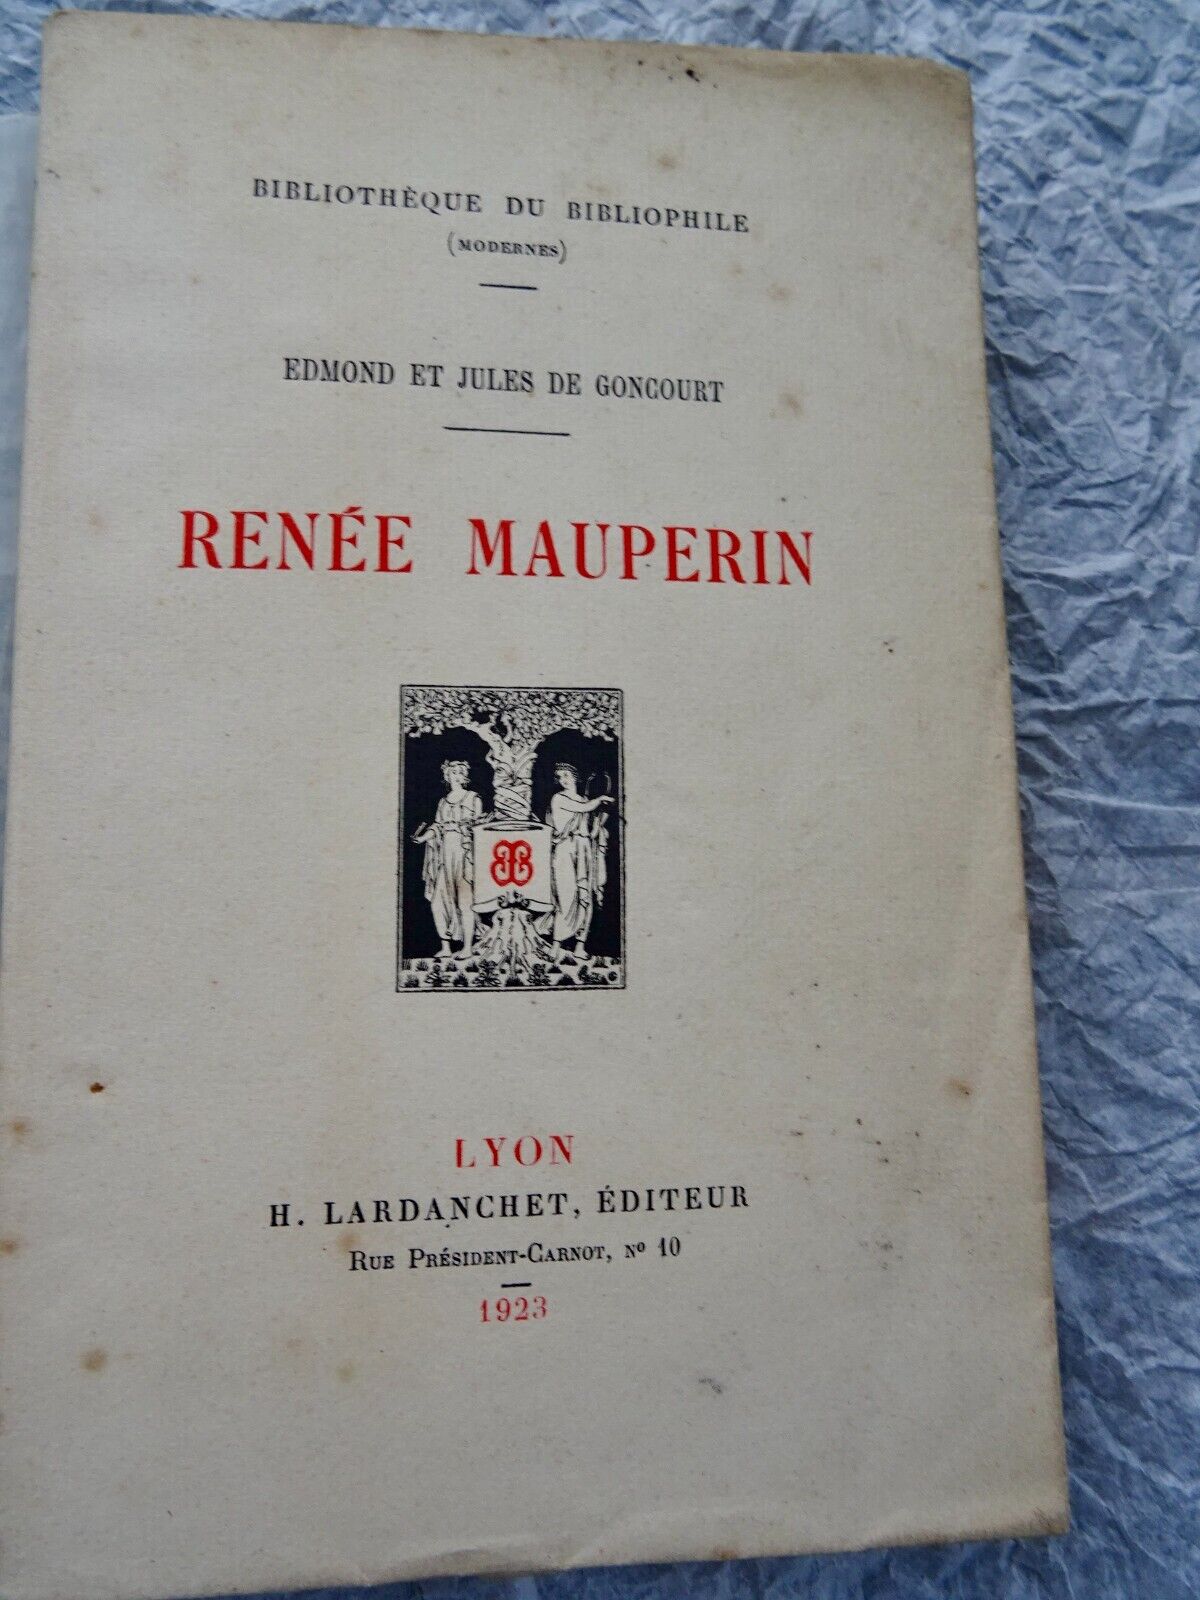 BIBLIOTHÈQUE DU BIBLIOPHILE
(MODERNES)
EDMOND ET JULES DE GONCOURT
RENÉE MAUPERIN
LYON
H. LARDANCHET, ÉDITEUR
RUE PRÉSIDENT-CARNOT, Nº 10
1923